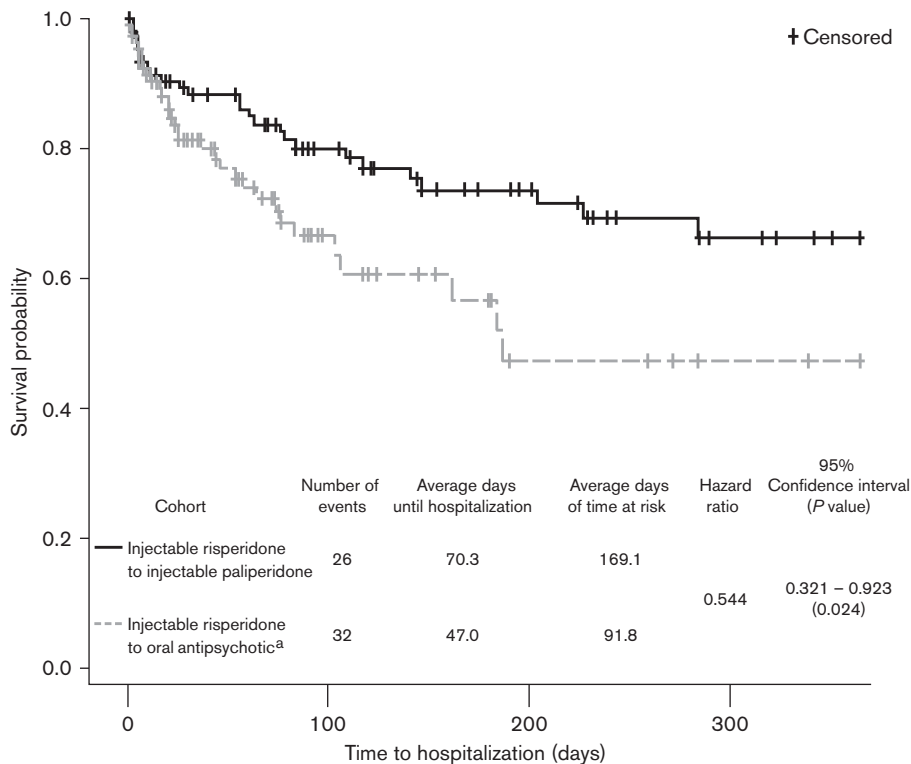 1.0
Censored
0.8
0.6
Survival probability
0.4
95%
Number of Average days Average days Hazard Confidence interval
Cohort events until hospitalization of time at risk ratio (P value)
0.2
Injectable risperidone
to injectable paliperidone 26 70.3 169.1
0.544 0.321 – 0.923
(0.024)
Injectable risperidone
to oral antipsychoticᵃ 32 47.0 91.8
0.0
0 100 200 300
Time to hospitalization (days)